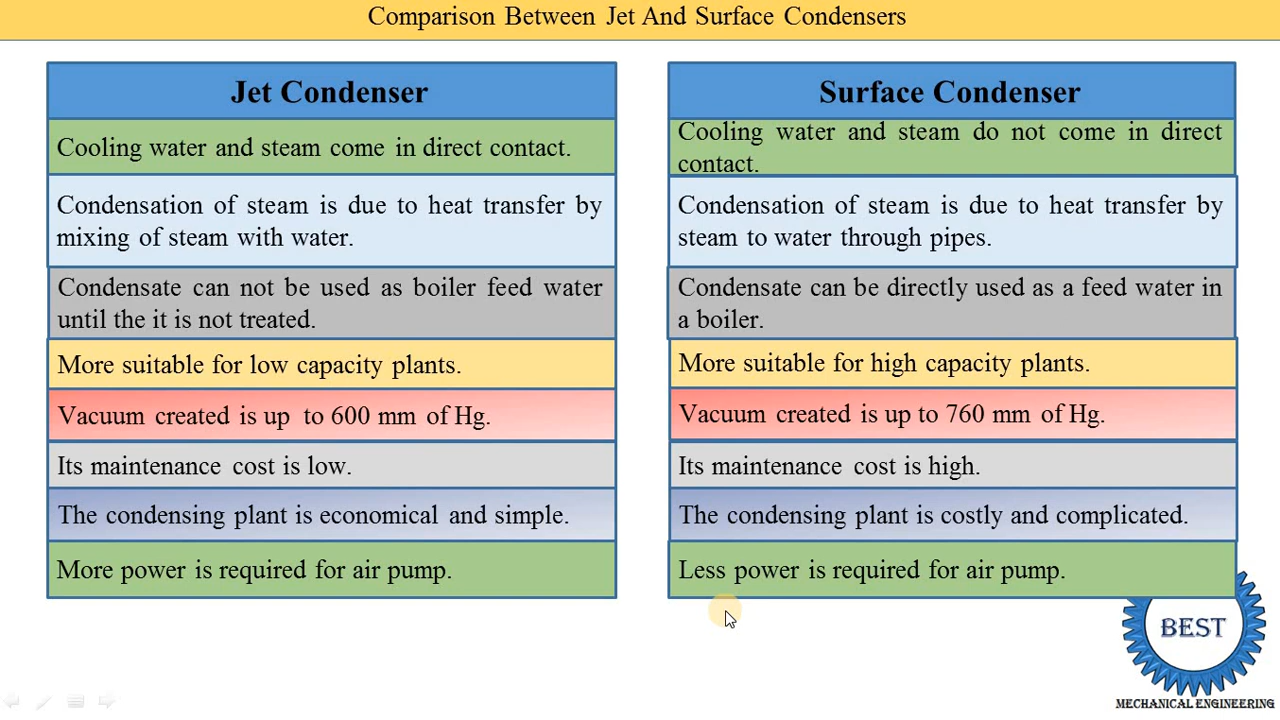 Comparison Between Jet And Surface Condensers
Jet Condenser
Cooling water and steam come in direct contact.
Condensation of steam is due to heat transfer by
mixing of steam with water.
Condensate can not be used as boiler feed water
until the it is not treated.
More suitable for low capacity plants.
Vacuum created is up to 600 mm of Hg.
Its maintenance cost is low.
The condensing plant is economical and simple.
More power is required for air pump.
Surface Condenser
Cooling water and steam do not come in direct
contact.
Condensation of steam is due to heat transfer by
steam to water through pipes.
Condensate can be directly used as a feed water in
a boiler.
More suitable for high capacity plants.
Vacuum created is up to 760 mm of Hg.
Its maintenance cost is high.
The condensing plant is costly and complicated.
Less power is required for air pump.
BEST
MECHANICAL ENGINEERING